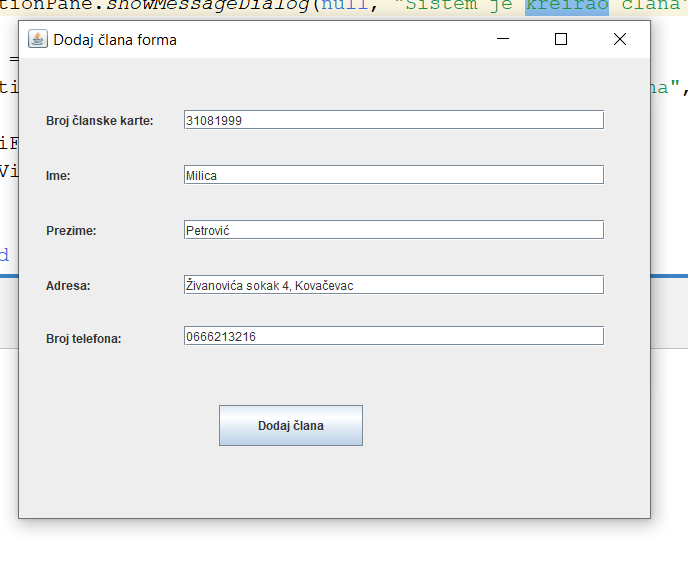 tionPane.showMessageDialog(null, "Sistem je kreirao clana"
Dodaj člana forma
=
ti
na",
Broj članske karte: 31081999
iF
Vi
Ime: Milica
Prezime: Petrović
d
Adresa: Živanovića sokak 4, Kovačevac
Broj telefona: 0666213216
Dodaj člana